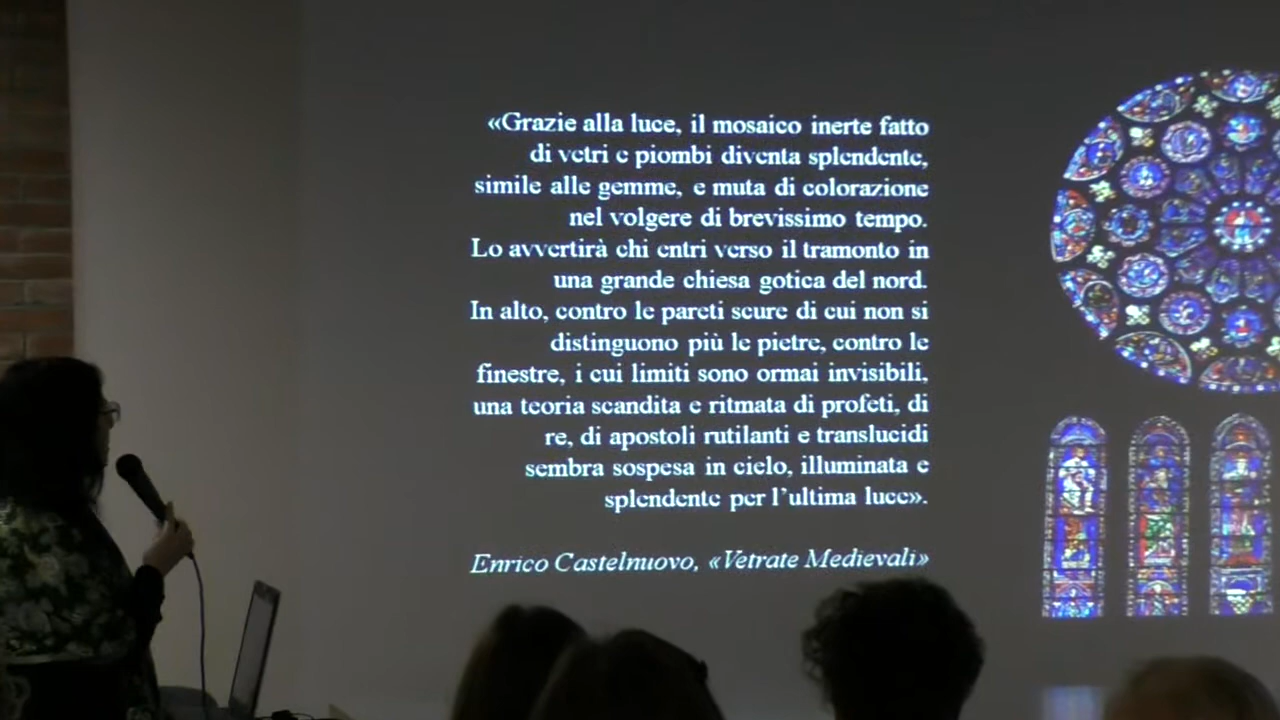 «Grazie alla luce, il mosaico inerte fatto
di vetri e piombi diventa splendente,
simile alle gemme, e muta di colorazione
nel volgere di brevissimo tempo.
Lo avvertirà chi entri verso il tramonto in
una grande chiesa gotica del nord.
In alto, contro le pareti scure di cui non si
distinguono più le pietre, contro le
finestre, i cui limiti sono ormai invisibili,
una teoria scandita e ritmata di profeti, di
re, di apostoli rutilanti e translucidi
sembra sospesa in cielo, illuminata e
splendente per l'ultima luce».
Enrico Castelnuovo, «Vetrate Medievali»